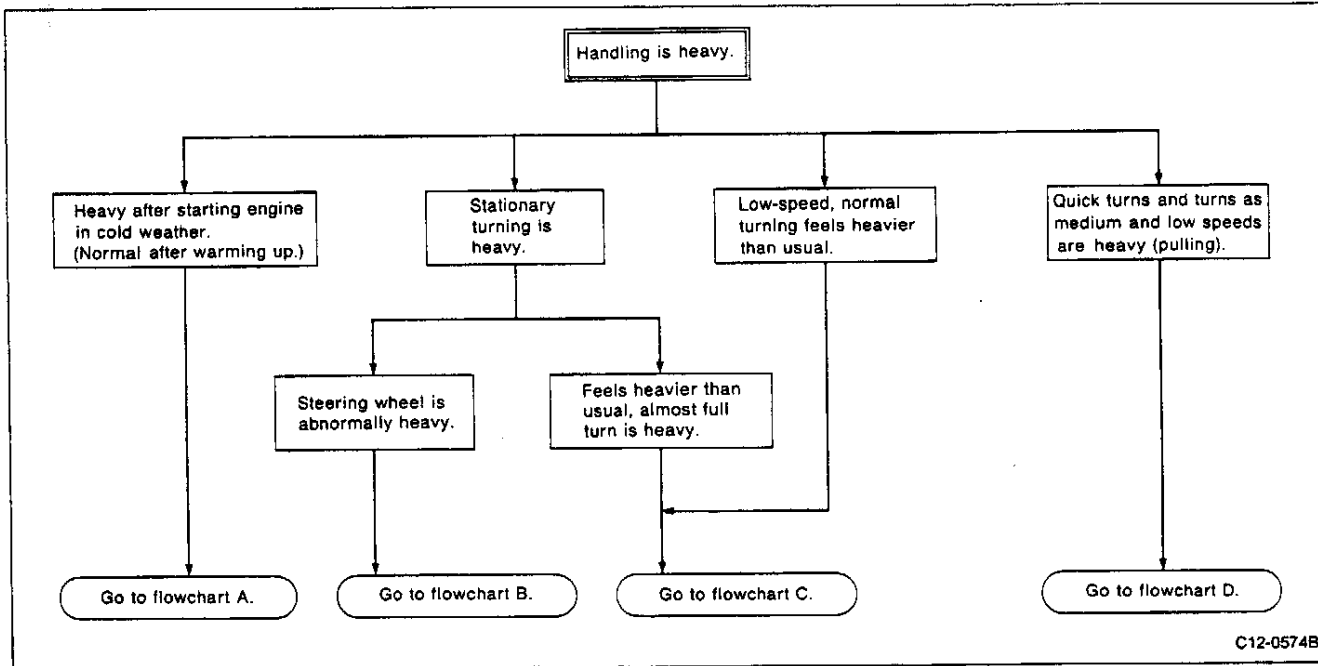 Handling is heavy.
Heavy after starting engine
in cold weather.
(Normal after warming up.)
Stationary
turning is
heavy.
Low-speed, normal
turning feels heavier
than usual.
Quick turns and turns as
medium and low speeds
are heavy (pulling).
Steering wheel is
abnormally heavy.
Feels heavier than
usual, almost full
turn is heavy.
Go to flowchart A.
Go to flowchart B.
Go to flowchart C.
Go to flowchart D.
C12-0574B